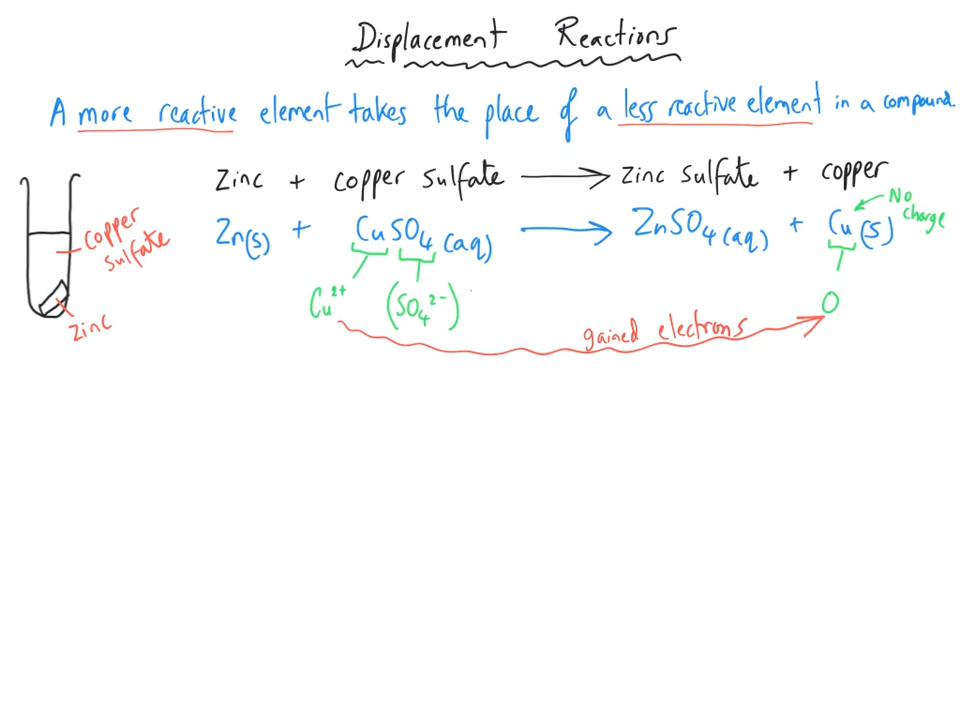 Displacement Reactions
A more reactive element takes the place of a less reactive element in a compound.
Zinc + copper sulfate → Zinc sulfate + copper
No charge
Zn(s) + CuSO₄(aq) → ZnSO₄(aq) + Cu(s)
copper sulfate
Cu²⁺ (SO₄²⁻) O
Zinc
gained electrons